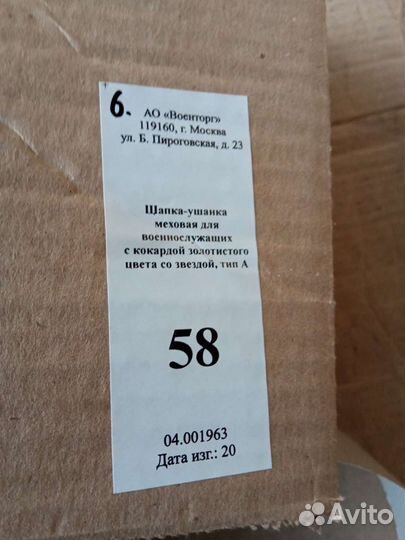 6.
АО «Военторг»
119160, г. Москва
ул. Б. Пироговская, д. 23
Шапка-ушанка
меховая для
военнослужащих
с кокардой золотистого
цвета со звездой, тип А
58
04.001963
Дата изг.: 20
Avito